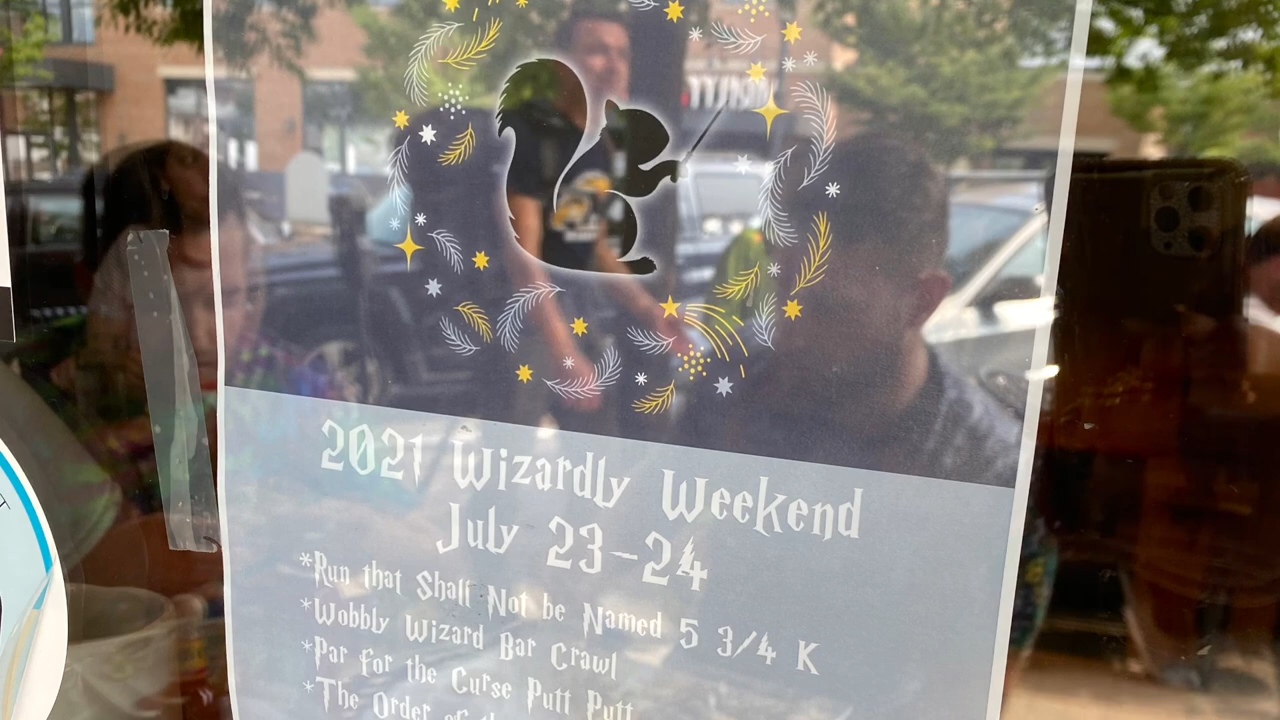 2021 Wizardly Weekend
July 23-24
*Run that Shall Not be Named 5 3/4 K
*Wobbly Wizard Bar Crawl
*Par for the Curse Putt Putt
*The Order of